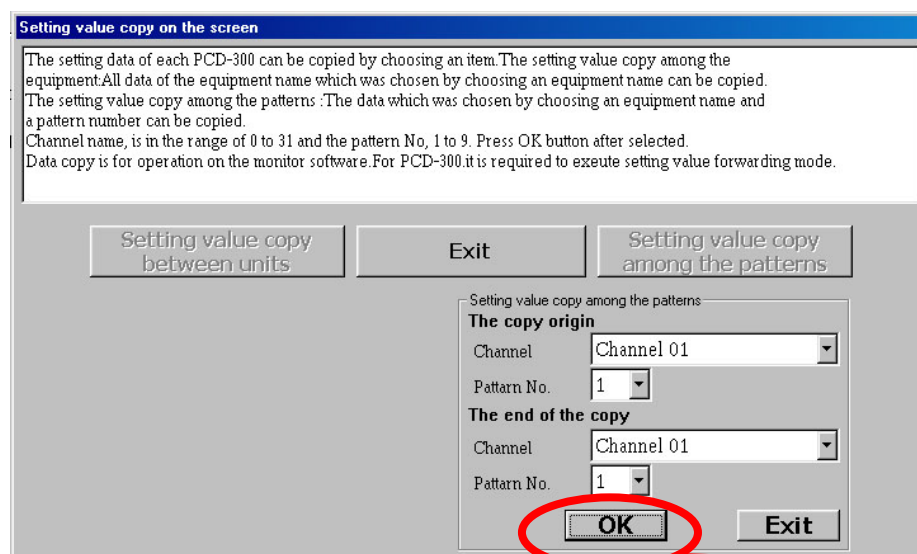 Setting value copy on the screen
The setting data of each PCD-300 can be copied by choosing an item.The setting value copy among the
equipment:All data of the equipment name which was chosen by choosing an equipment name can be copied.
The setting value copy among the patterns :The data which was chosen by choosing an equipment name and
a pattern number can be copied.
Channel name, is in the range of 0 to 31 and the pattern No, 1 to 9. Press OK button after selected.
Data copy is for operation on the monitor software.For PCD-300.it is required to exeute setting value forwarding mode.
Setting value copy
between units
Exit
Setting value copy
among the patterns
Setting value copy among the patterns
The copy origin
Channel Channel 01
Pattarn No. 1
The end of the copy
Channel Channel 01
Pattarn No. 1
OK Exit